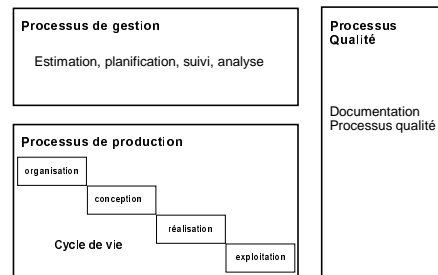 Processus de gestion
Estimation, planification, suivi, analyse
Processus de production
organisation
conception
réalisation
Cycle de vie
exploitation
Processus
Qualité
Documentation
Processus qualité